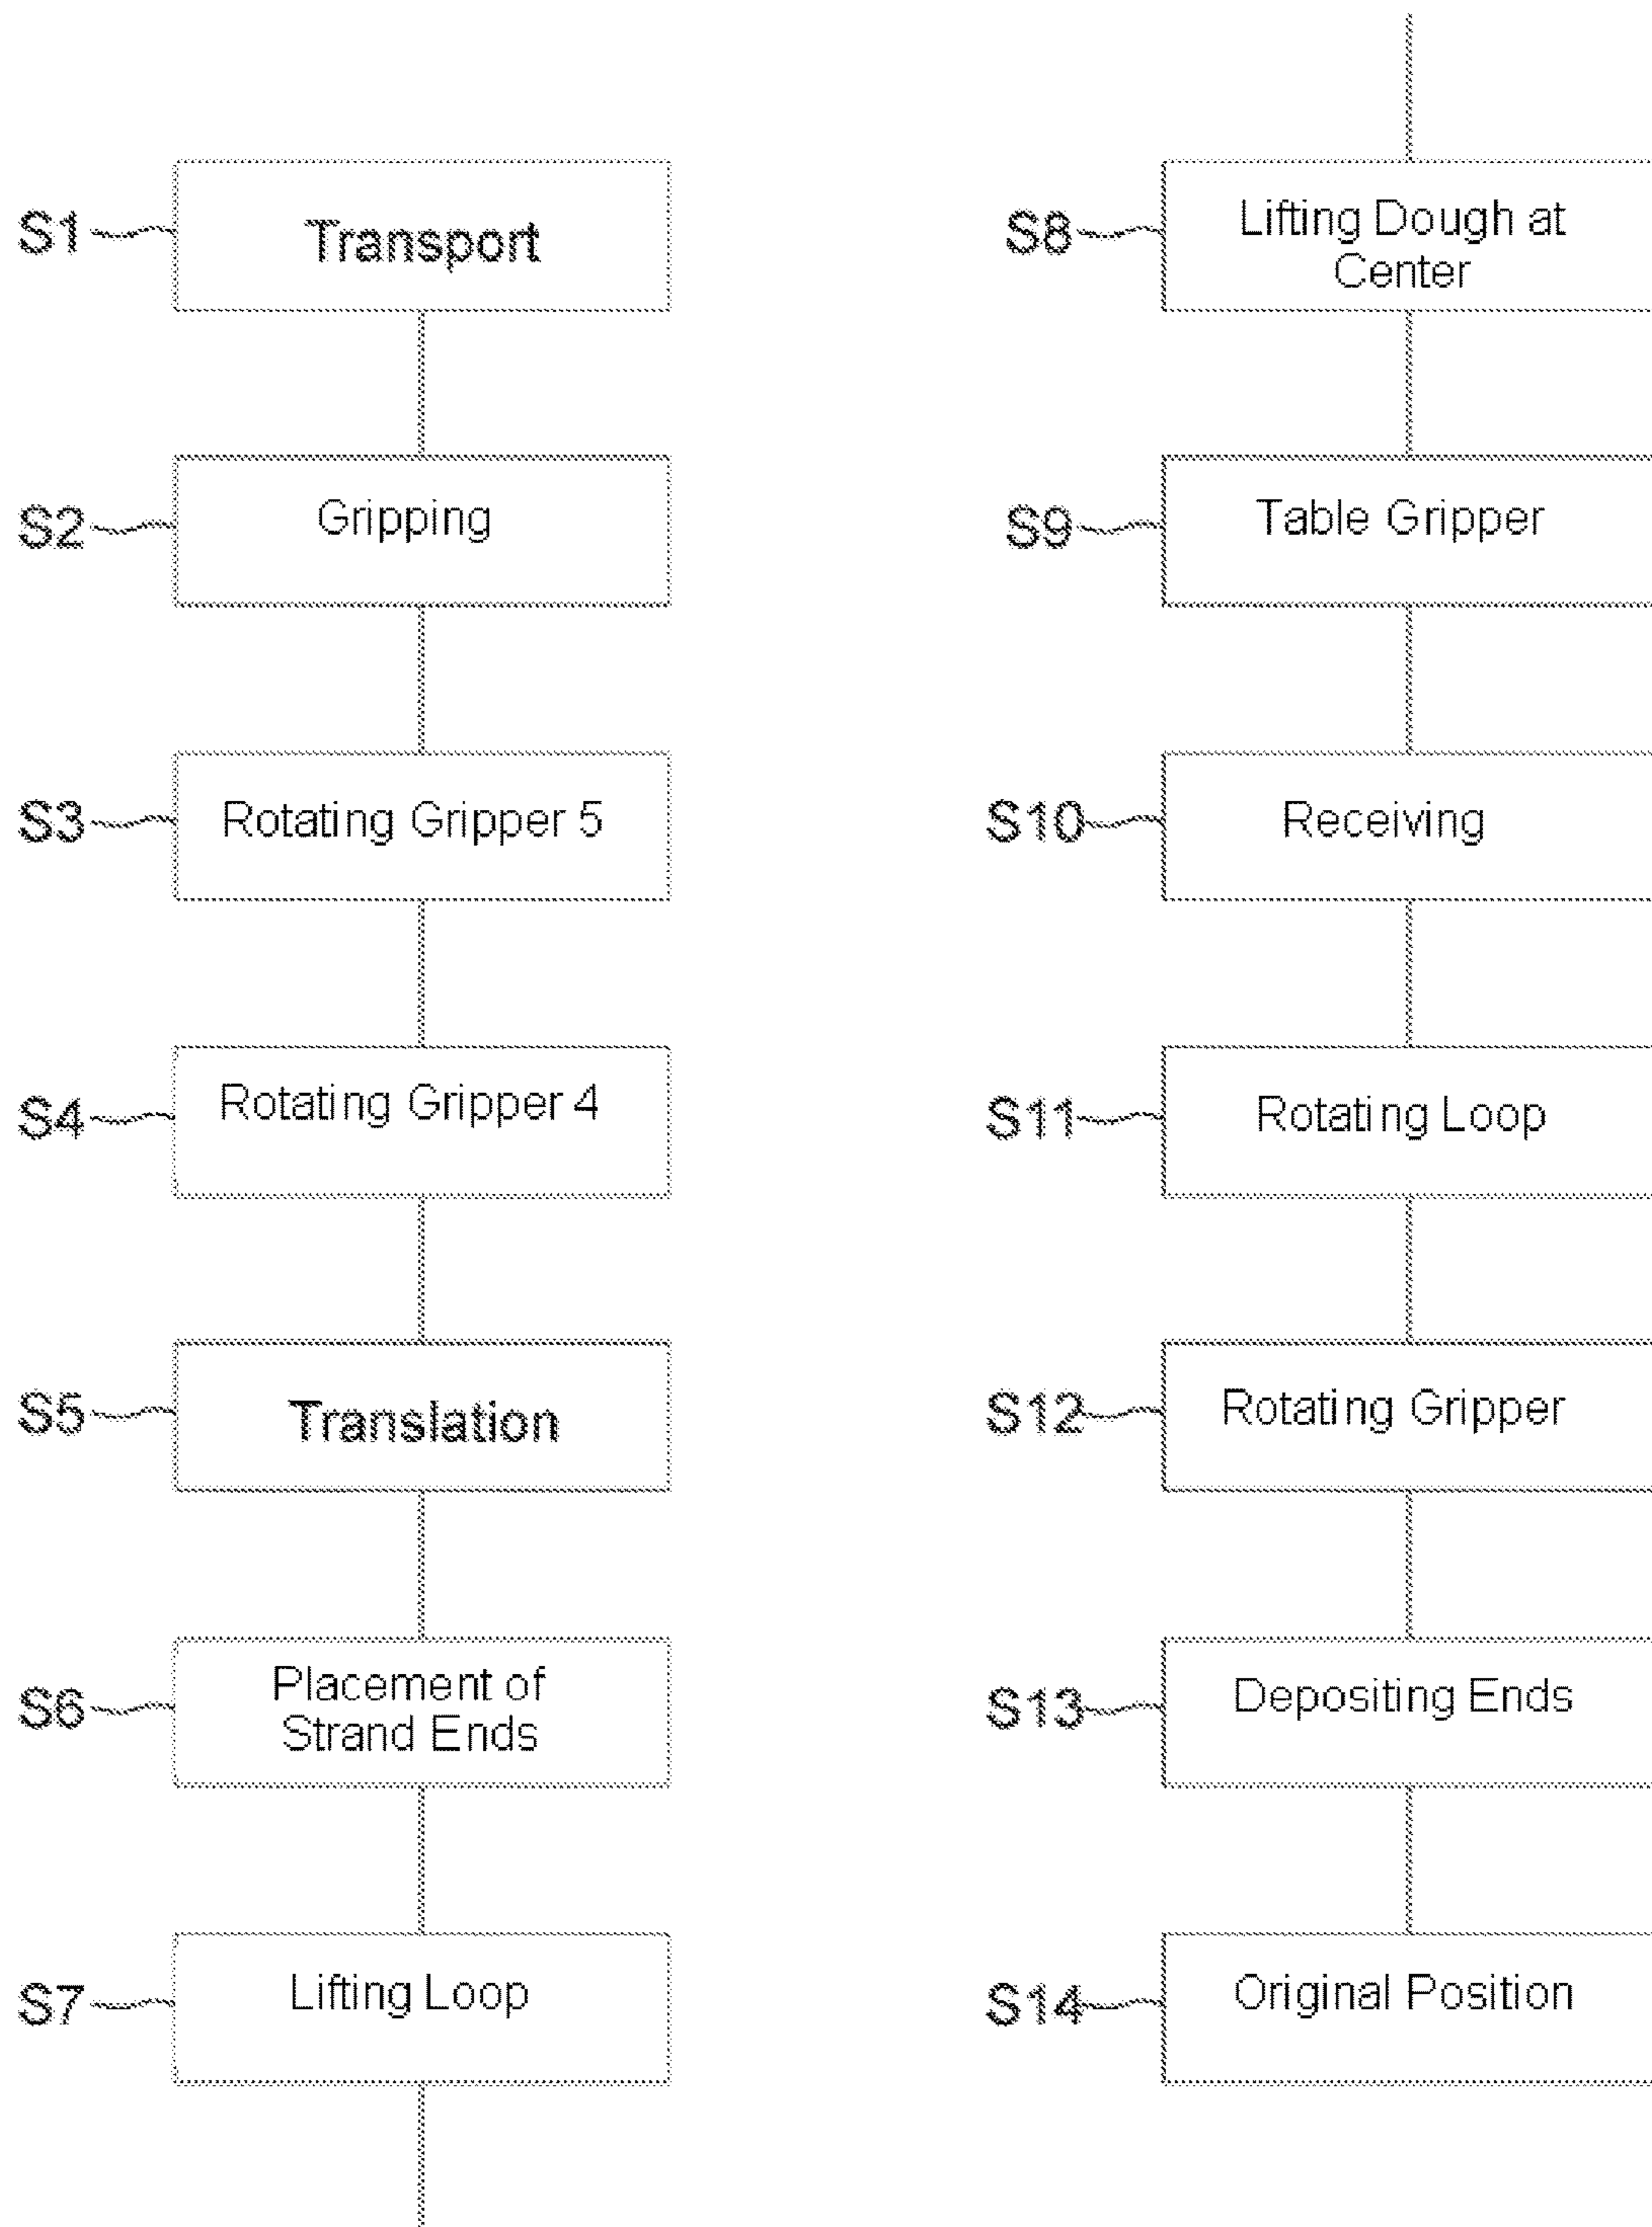 S1
Transport
S2
Gripping
S3
Rotating Gripper 5
S4
Rotating Gripper 4
S5
Translation
S6
Placement of
Strand Ends
S7
Lifting Loop
S8
Lifting Dough at
Center
S9
Table Gripper
S10
Receiving
S11
Rotating Loop
S12
Rotating Gripper
S13
Depositing Ends
S14
Original Position